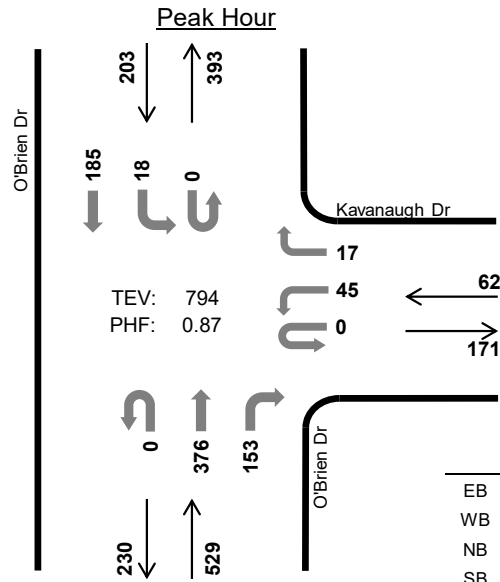 Peak Hour
203
393
O'Brien Dr
185
18
0
Kavanaugh Dr
17
TEV: 794
45
62
PHF: 0.87
0
171
0
376
153
O'Brien Dr
230
529
EB
WB
NB
SB